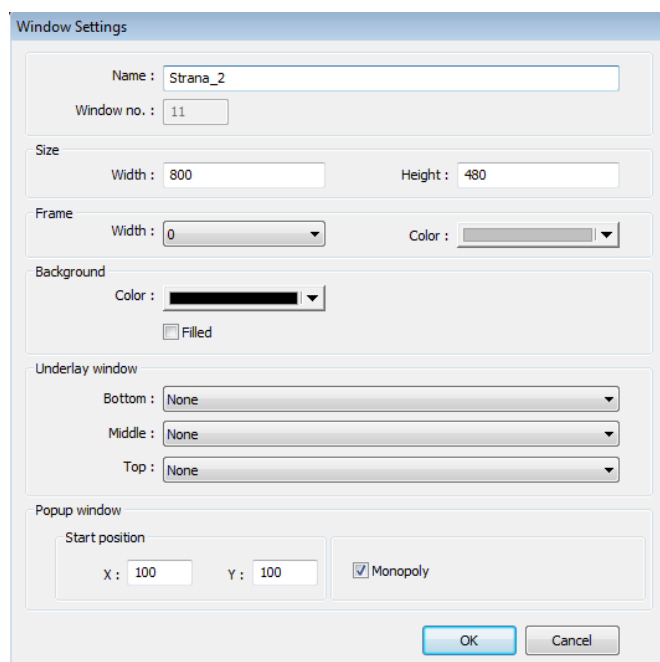 Window Settings
Name : Strana_2
Window no. : 11
Size
Width : 800 Height : 480
Frame
Width : 0 Color :
Background
Color :
Filled
Underlay window
Bottom : None
Middle : None
Top : None
Popup window
Start position
X : 100 Y : 100 Monopoly
OK Cancel